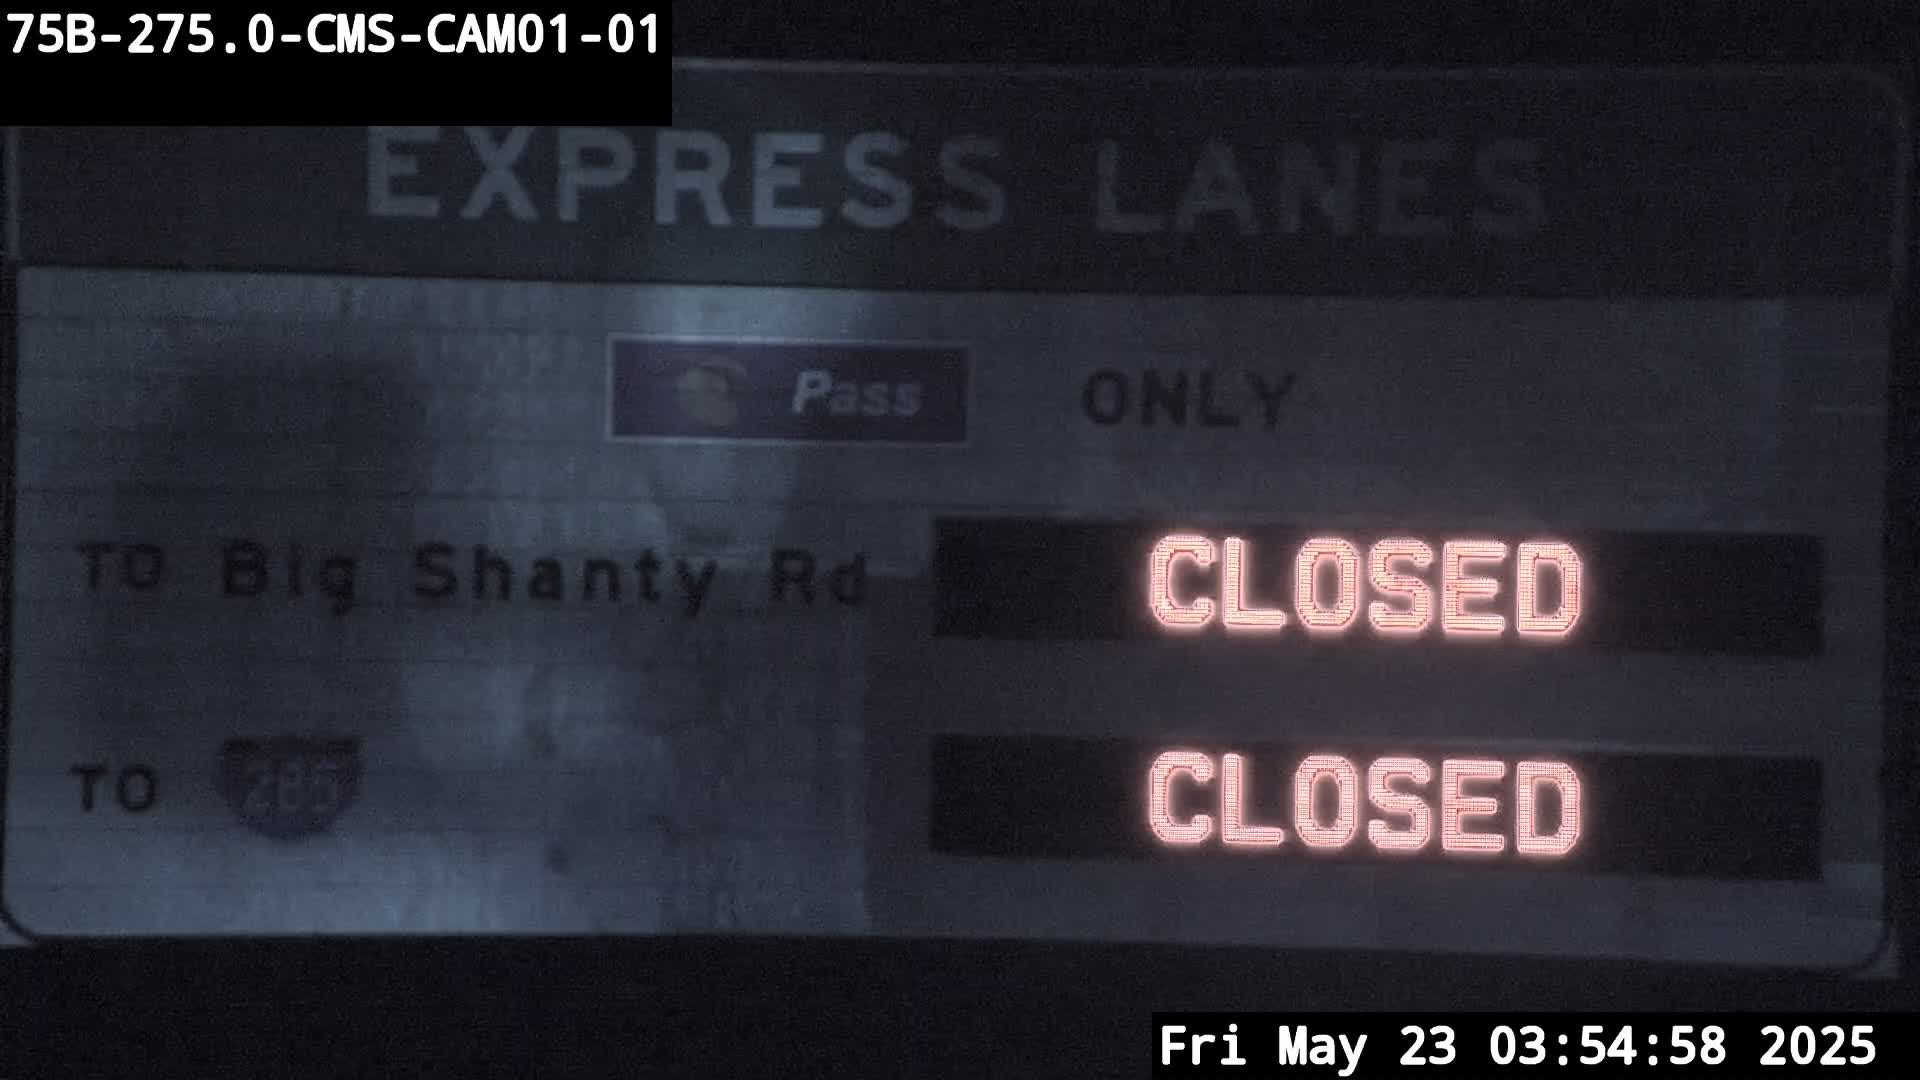 75B-275.0-CMS-CAM01-01
EXPRESS LANES
Pass ONLY
TO Big Shanty Rd CLOSED
TO 285 CLOSED
Fri May 23 03:54:58 2025